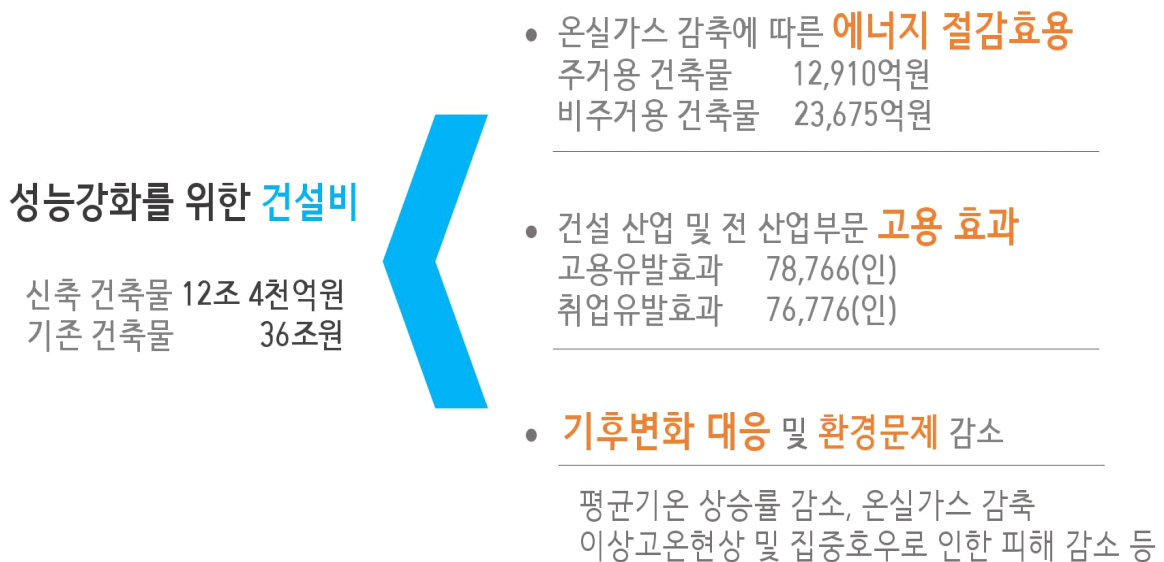 성능강화를 위한 건설비
신축 건축물 12조 4천억원
기존 건축물 36조원
• 온실가스 감축에 따른 에너지 절감효용
주거용 건축물 12,910억원
비주거용 건축물 23,675억원
• 건설 산업 및 전 산업부문 고용 효과
고용유발효과 78,766(인)
취업유발효과 76,776(인)
• 기후변화 대응 및 환경문제 감소
평균기온 상승률 감소, 온실가스 감축
이상고온현상 및 집중호우로 인한 피해 감소 등